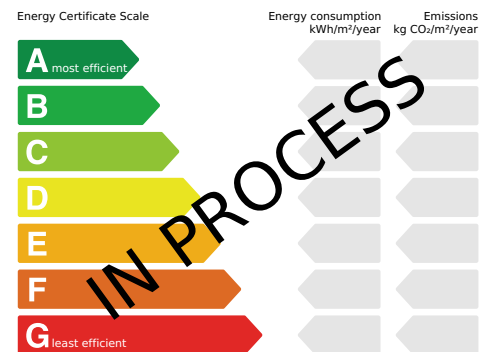 Energy Certificate Scale
Energy consumption
kWh/m²/year
Emissions
kg CO₂/m²/year
A most efficient
B
C
D
E
F
G least efficient
IN PROCESS